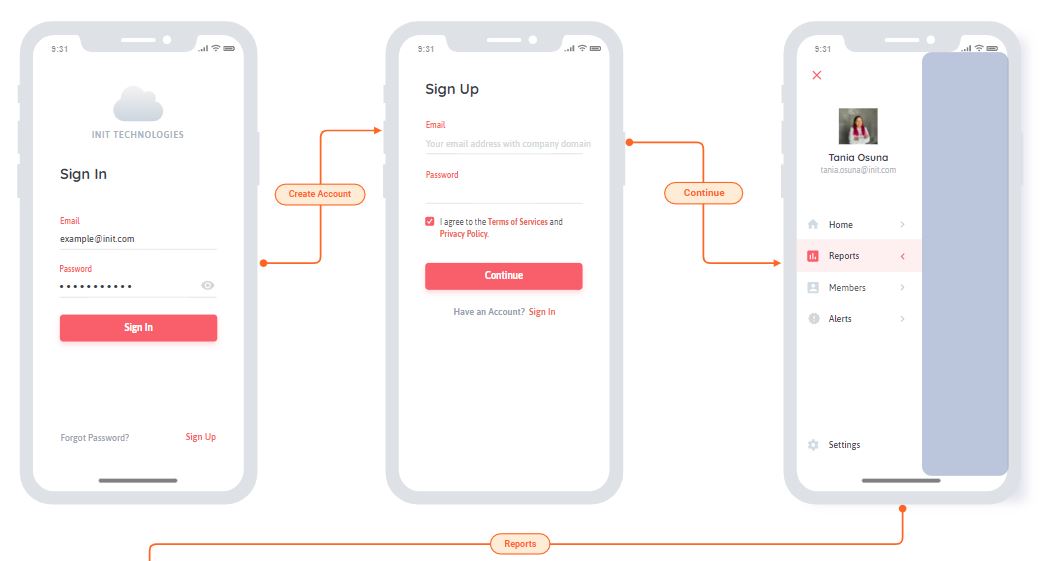 9:31
INIT TECHNOLOGIES
Sign In
Email
example@init.com
Password
Sign In
Forgot Password?
Sign Up
Create Account
9:31
Sign Up
Email
Your email address with company domain
Password
I agree to the Terms of Services and
Privacy Policy.
Continue
Have an Account? Sign In
Continue
9:31
Tania Osuna
tania.osuna@init.com
Home
Reports
Members
Alerts
Settings
Reports